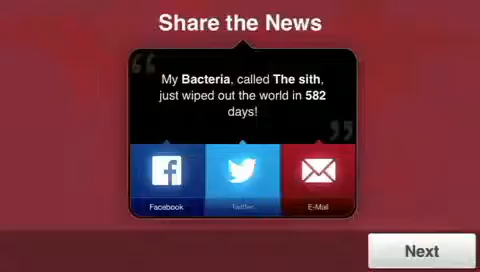 Share the News
My Bacteria, called The sith,
just wiped out the world in 582
days!
Facebook
Twitter
E-Mail
Next